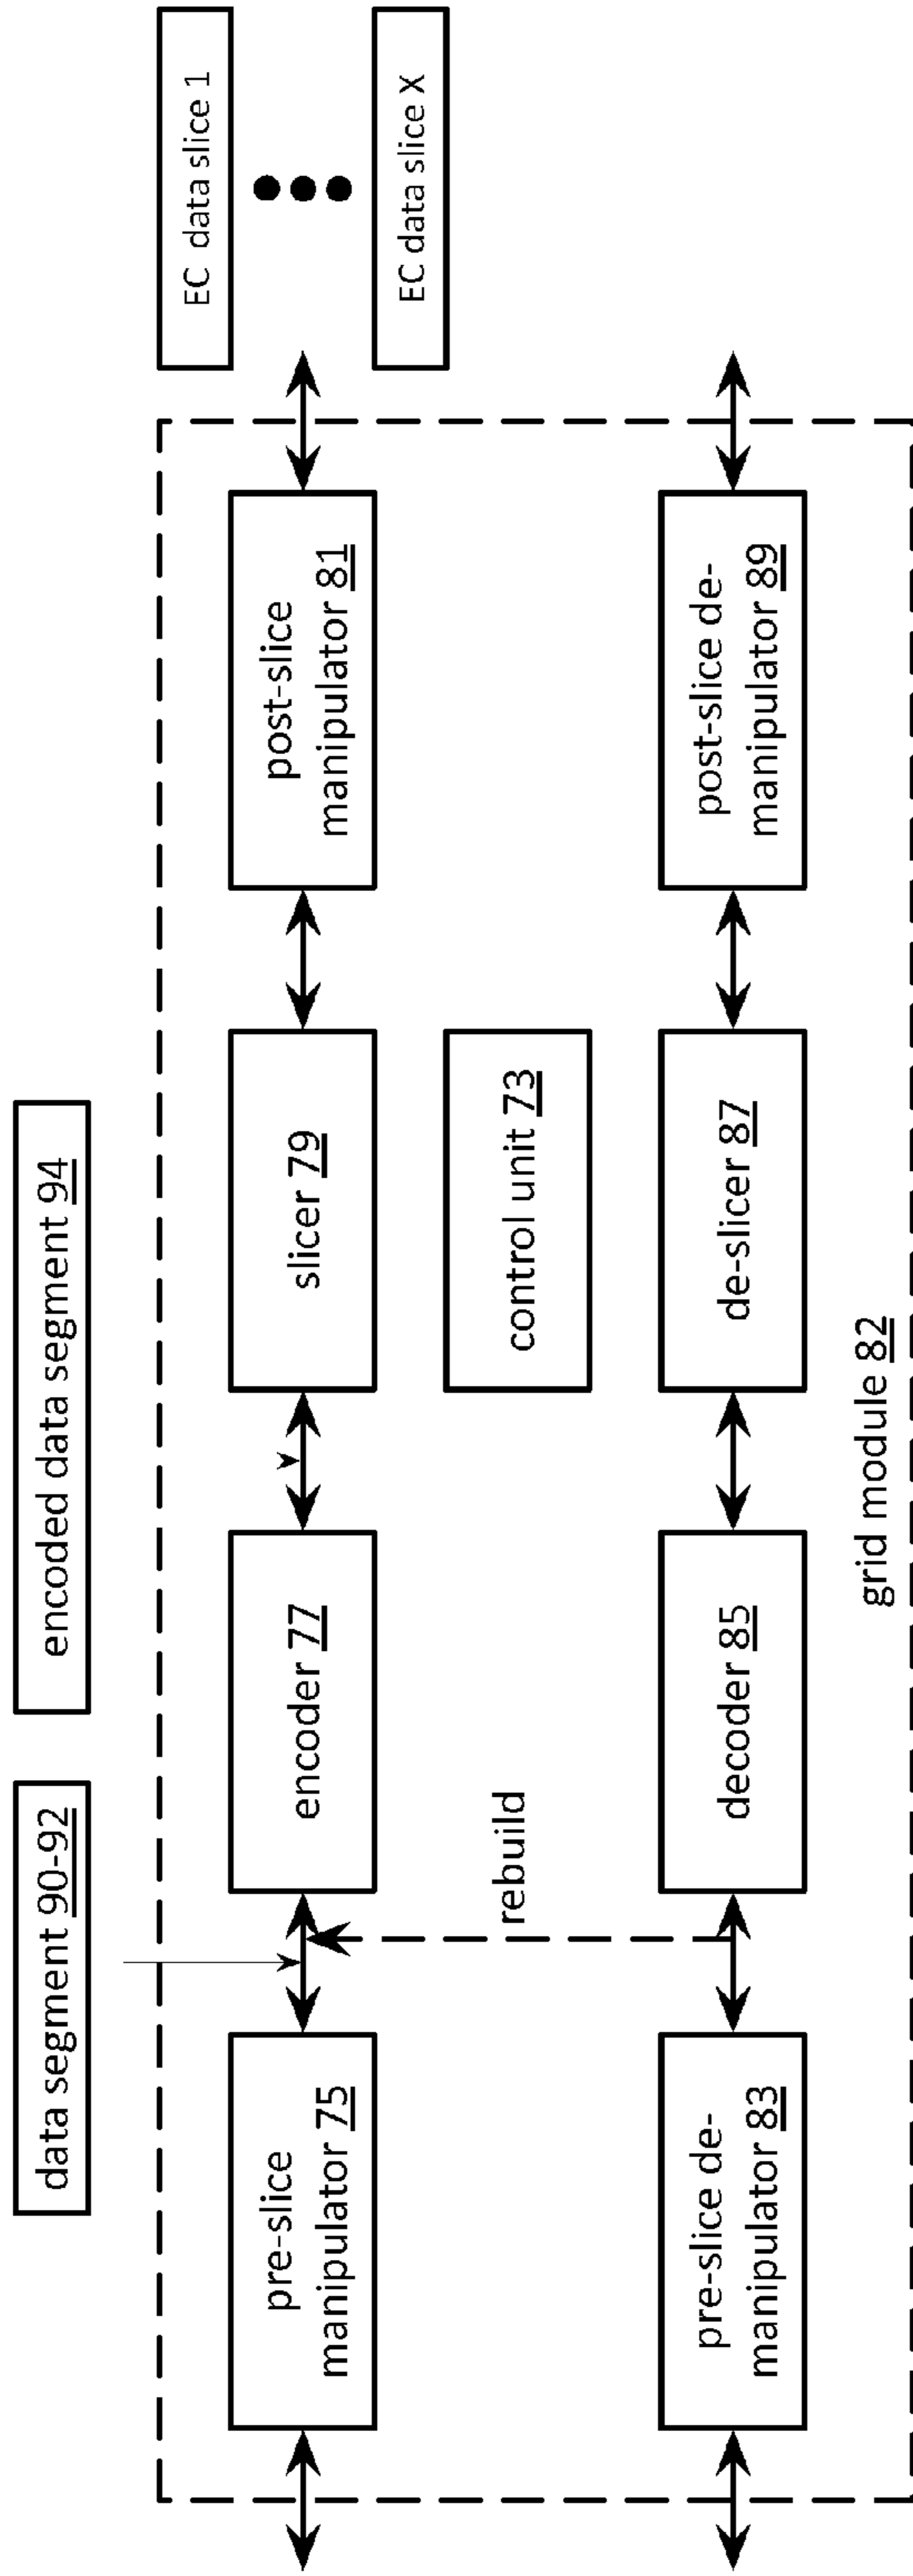 data segment 90-92
encoded data segment 94
pre-slice
manipulator 75
encoder 77
slicer 79
post-slice
manipulator 81
EC data slice 1
EC data slice X
rebuild
control unit 73
pre-slice de-
manipulator 83
decoder 85
de-slicer 87
post-slice de-
manipulator 89
grid module 82